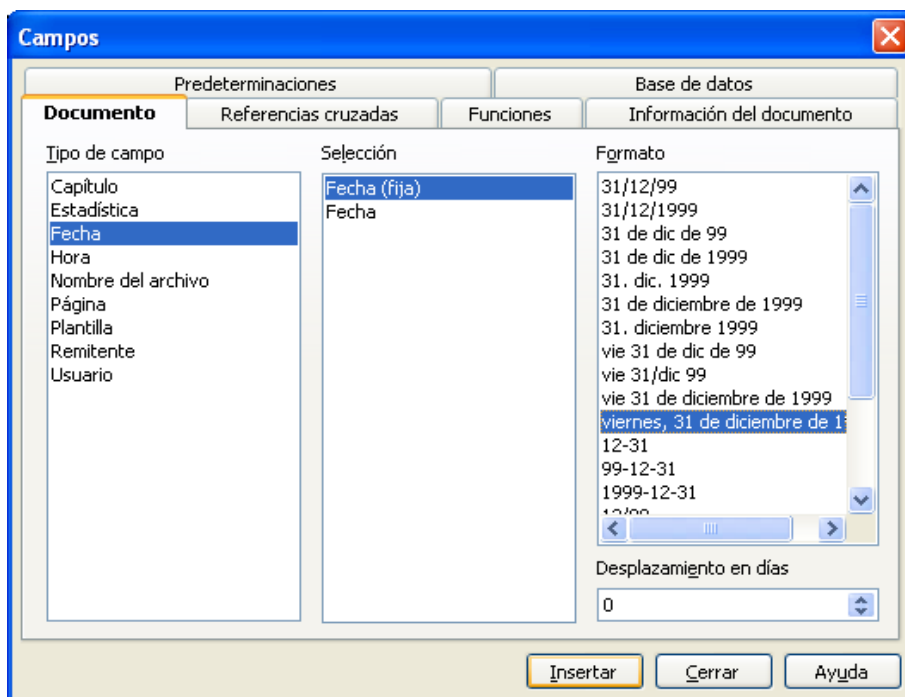 Campos
Predeterminaciones
Base de datos
Documento
Referencias cruzadas
Funciones
Información del documento
Tipo de campo
Capítulo
Estadística
Fecha
Hora
Nombre del archivo
Página
Plantilla
Remitente
Usuario
Selección
Fecha (fija)
Fecha
Formato
31/12/99
31/12/1999
31 de dic de 99
31 de dic de 1999
31. dic. 1999
31 de diciembre de 1999
31. diciembre 1999
vie 31 de dic de 99
vie 31/dic 99
vie 31 de diciembre de 1999
viernes, 31 de diciembre de 1
12-31
99-12-31
1999-12-31
12/99
Desplazamiento en días
0
Insertar
Cerrar
Ayuda